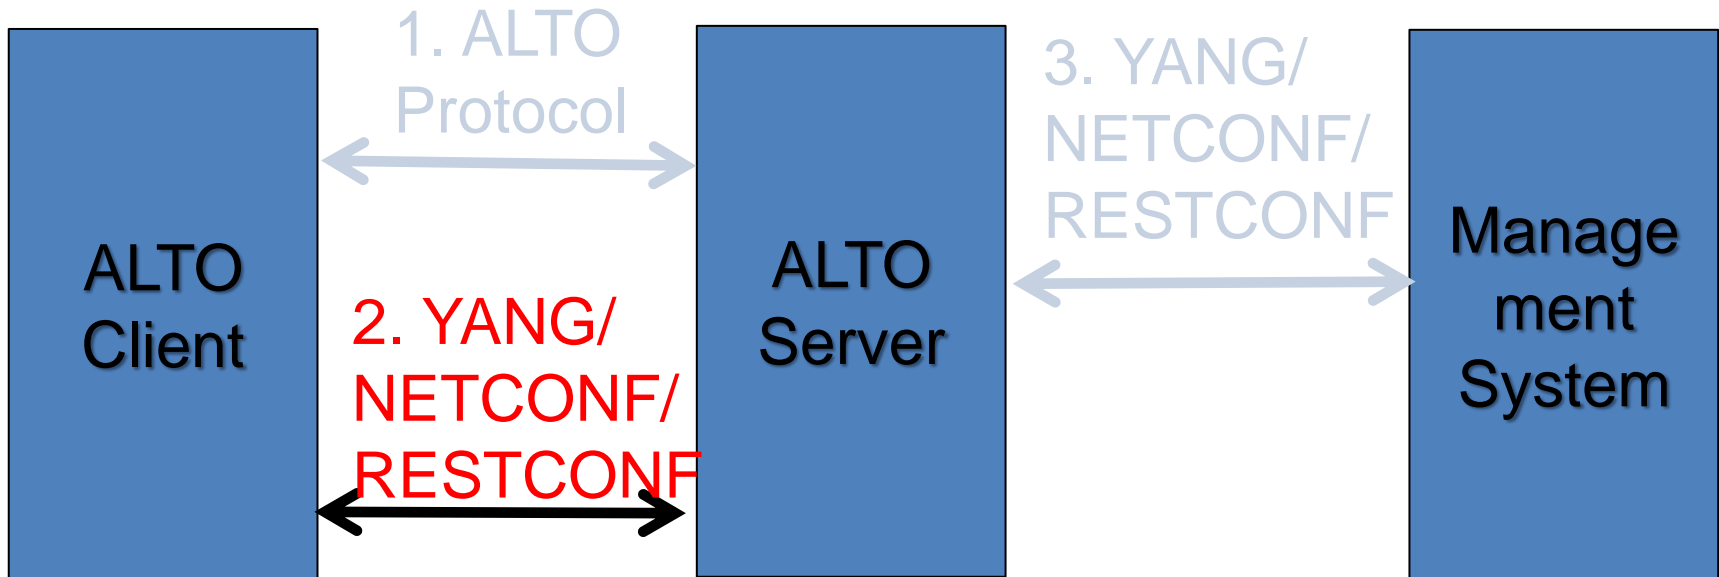 ALTO
Client
1. ALTO
Protocol
2. YANG/
NETCONF/
RESTCONF
ALTO
Server
3. YANG/
NETCONF/
RESTCONF
Manage
ment
System